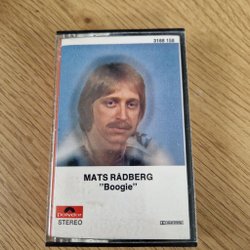 3188 158
MATS RÅDBERG
"Boogie"
Polydor
STEREO